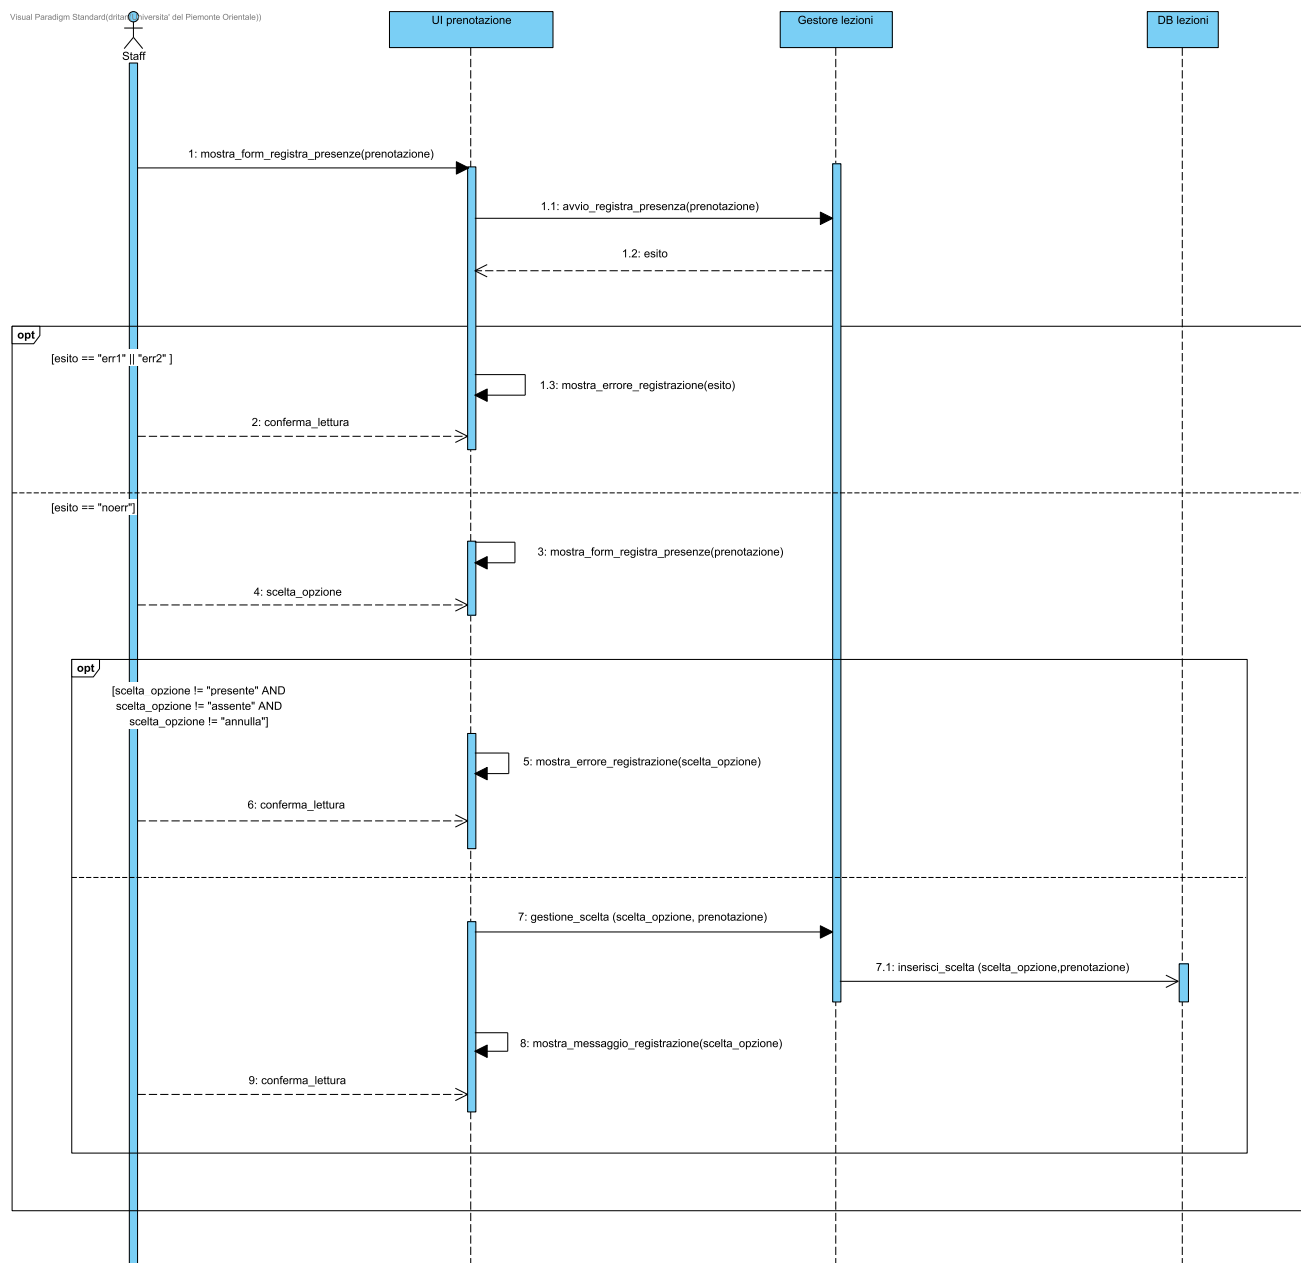 Visual Paradigm Standard(dritan(Universita' del Piemonte Orientale))
Staff
UI prenotazione
Gestore lezioni
DB lezioni
1: mostra_form_registra_presenze(prenotazione)
1.1: avvio_registra_presenza(prenotazione)
1.2: esito
opt
[esito == "err1" || "err2" ]
1.3: mostra_errore_registrazione(esito)
2: conferma_lettura
[esito == "noerr"]
3: mostra_form_registra_presenze(prenotazione)
4: scelta_opzione
opt
[scelta_opzione != "presente" AND
scelta_opzione != "assente" AND
scelta_opzione != "annulla"]
5: mostra_errore_registrazione(scelta_opzione)
6: conferma_lettura
7: gestione_scelta (scelta_opzione, prenotazione)
7.1: inserisci_scelta (scelta_opzione,prenotazione)
8: mostra_messaggio_registrazione(scelta_opzione)
9: conferma_lettura